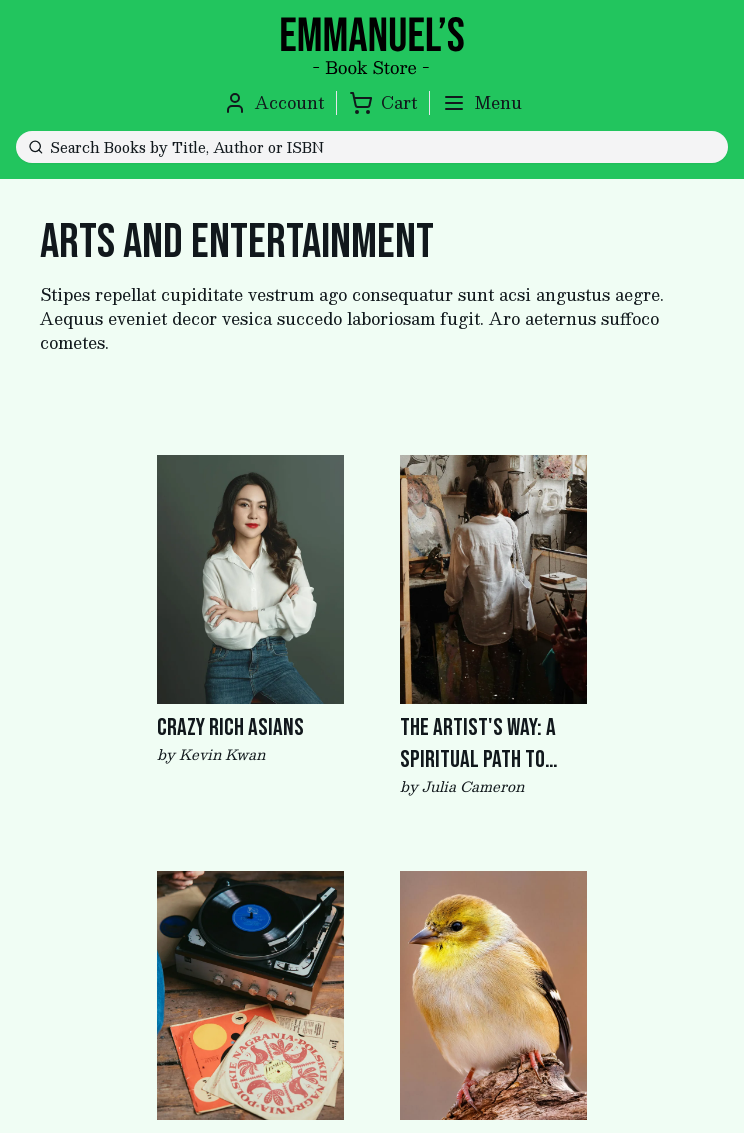 EMMANUEL'S
- Book Store -
Account
Cart
Menu
Search Books by Title, Author or ISBN
ARTS AND ENTERTAINMENT
Stipes repellat cupiditate vestrum ago consequatur sunt acsi angustus aegre.
Aequus eveniet decor vesica succedo laboriosam fugit. Aro aeternus suffoco
cometes.
CRAZY RICH ASIANS
by Kevin Kwan
THE ARTIST'S WAY: A
SPIRITUAL PATH TO...
by Julia Cameron
NAGRANIA·POLSKIE
NAGRANIA·POLSKIE